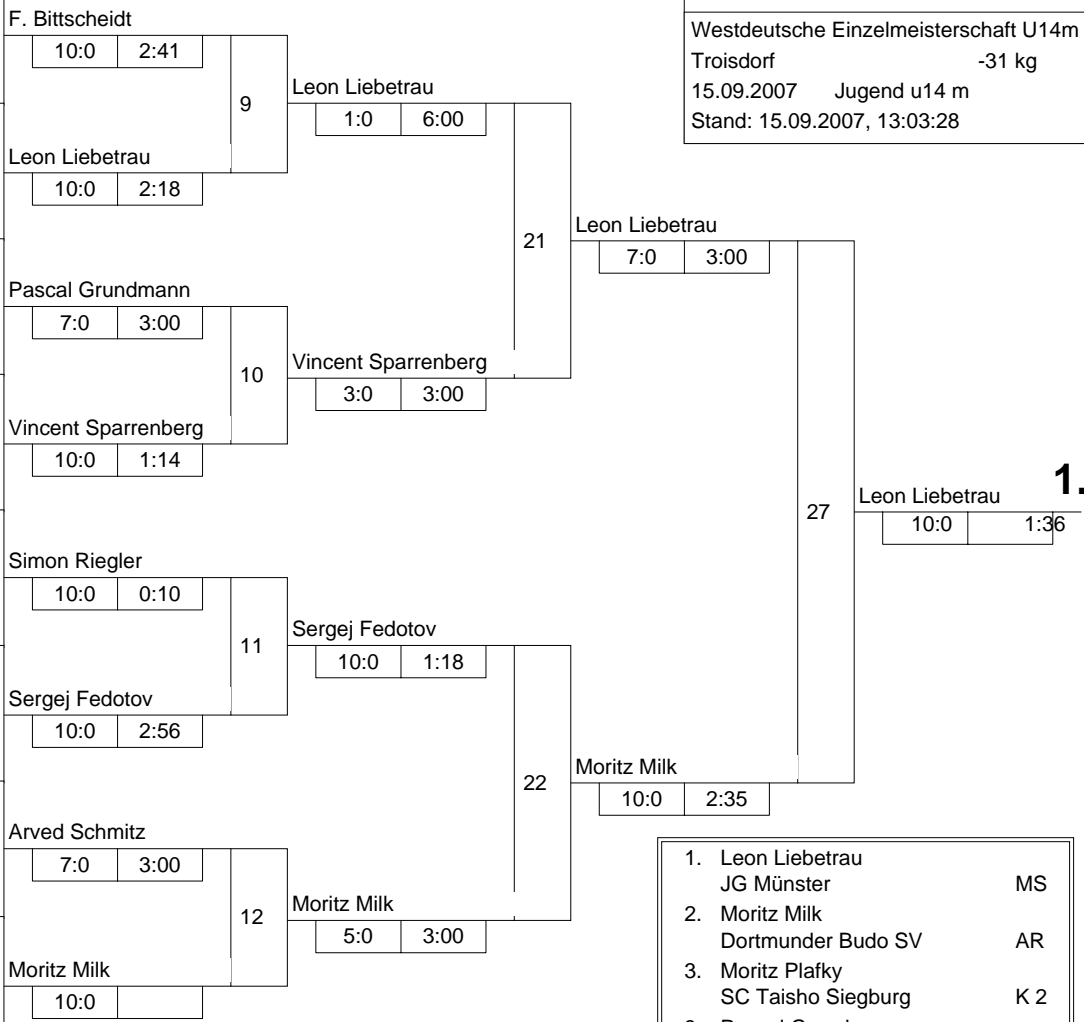 F. Bittscheidt
10:0 2:41
9
Leon Liebetrau
1:0 6:00
Leon Liebetrau
10:0 2:18
21
Leon Liebetrau
7:0 3:00
Pascal Grundmann
7:0 3:00
10
Vincent Sparrenberg
3:0 3:00
Vincent Sparrenberg
10:0 1:14
27
Leon Liebetrau 1.
10:0 1:36
Simon Riegler
10:0 0:10
11
Sergej Fedotov
10:0 1:18
Sergej Fedotov
10:0 2:56
22
Moritz Milk
10:0 2:35
Arved Schmitz
7:0 3:00
12
Moritz Milk
5:0 3:00
Moritz Milk
10:0
Westdeutsche Einzelmeisterschaft U14m
Troisdorf -31 kg
15.09.2007 Jugend u14 m
Stand: 15.09.2007, 13:03:28
1. Leon Liebetrau
JG Münster MS
2. Moritz Milk
Dortmunder Budo SV AR
3. Moritz Plafky
SC Taisho Siegburg K 2